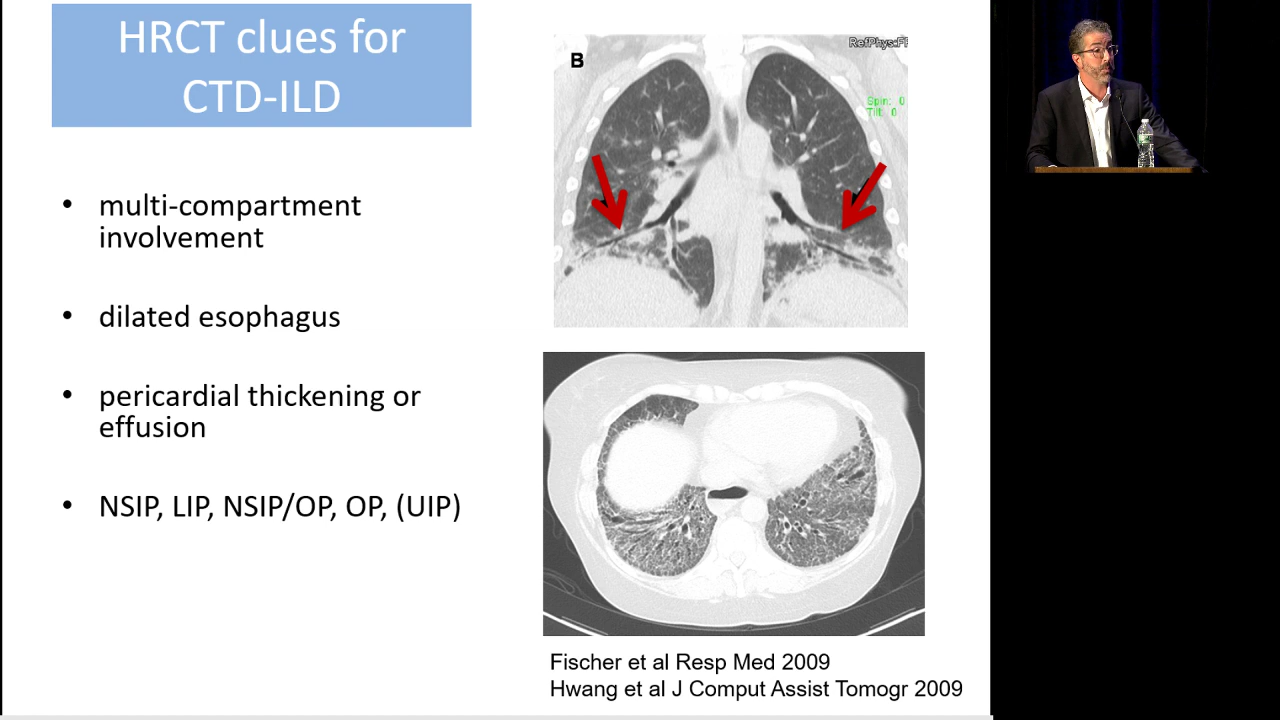 HRCT clues for
CTD-ILD
• multi-compartment
involvement
• dilated esophagus
• pericardial thickening or
effusion
• NSIP, LIP, NSIP/OP, OP, (UIP)
B
Spin: 0
Tilt: 0
Fischer et al Resp Med 2009
Hwang et al J Comput Assist Tomogr 2009